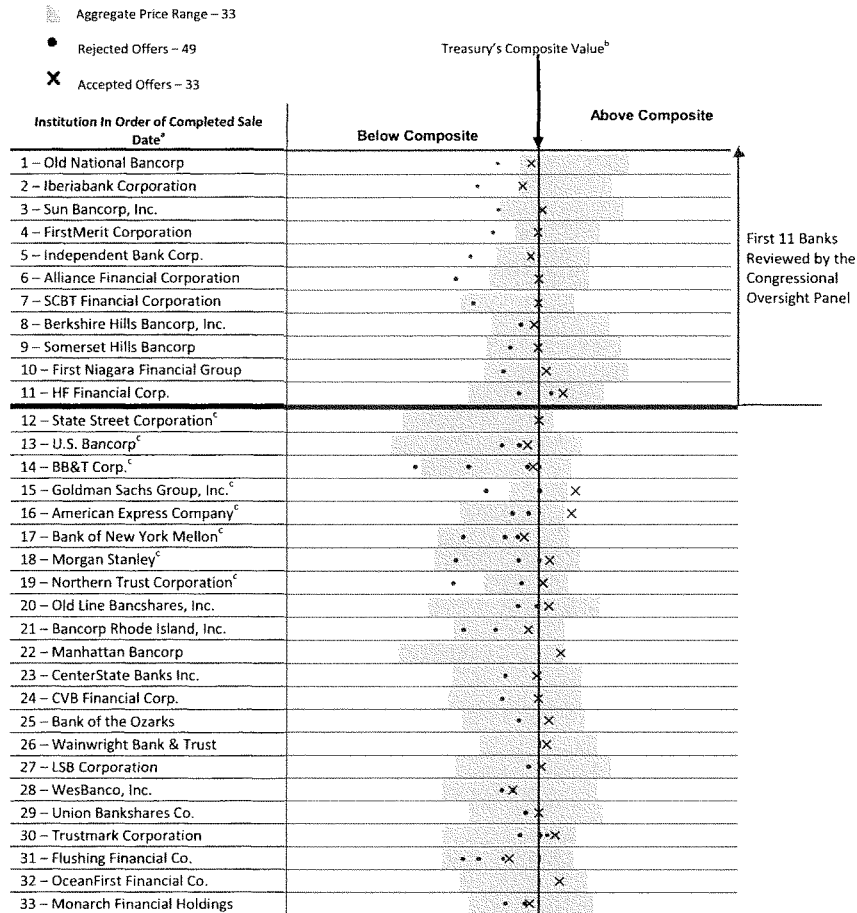 Aggregate Price Range – 33
Rejected Offers – 49
Accepted Offers – 33
Treasury's Composite Value^b
Institution In Order of Completed Sale
Date^a
Below Composite
Above Composite
1 – Old National Bancorp
2 – Iberiabank Corporation
3 – Sun Bancorp, Inc.
4 – FirstMerit Corporation
5 – Independent Bank Corp.
6 – Alliance Financial Corporation
7 – SCBT Financial Corporation
8 – Berkshire Hills Bancorp, Inc.
9 – Somerset Hills Bancorp
10 – First Niagara Financial Group
11 – HF Financial Corp.
First 11 Banks
Reviewed by the
Congressional
Oversight Panel
12 – State Street Corporation^c
13 – U.S. Bancorp^c
14 – BB&T Corp.^c
15 – Goldman Sachs Group, Inc.^c
16 – American Express Company^c
17 – Bank of New York Mellon^c
18 – Morgan Stanley^c
19 – Northern Trust Corporation^c
20 – Old Line Bancshares, Inc.
21 – Bancorp Rhode Island, Inc.
22 – Manhattan Bancorp
23 – CenterState Banks Inc.
24 – CVB Financial Corp.
25 – Bank of the Ozarks
26 – Wainwright Bank & Trust
27 – LSB Corporation
28 – WesBanco, Inc.
29 – Union Bankshares Co.
30 – Trustmark Corporation
31 – Flushing Financial Co.
32 – OceanFirst Financial Co.
33 – Monarch Financial Holdings